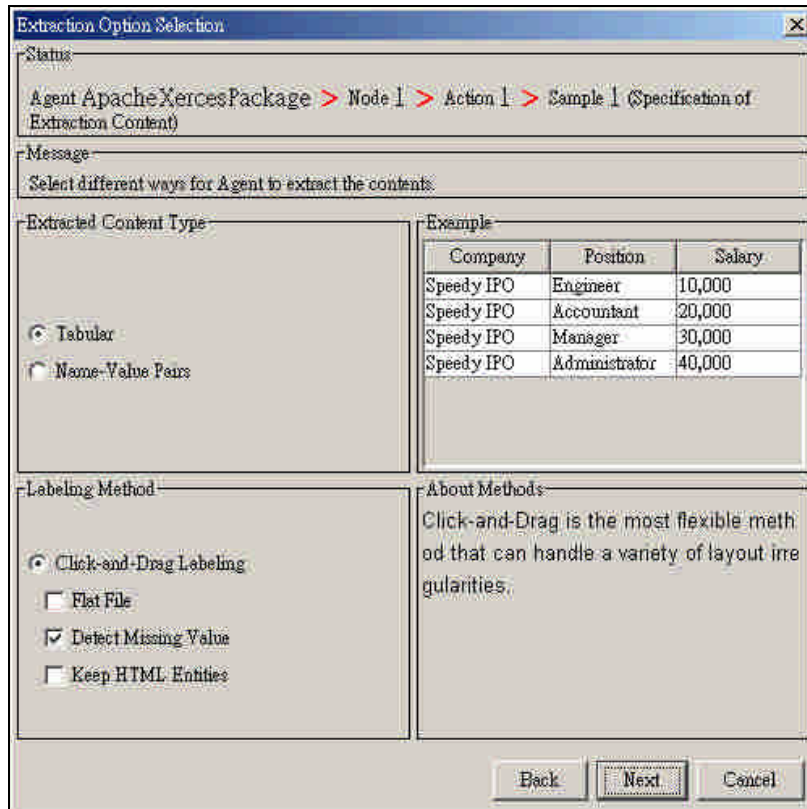 Extraction Option Selection
Status
Agent ApacheXercesPackage > Node 1 > Action 1 > Sample 1 (Specification of
Extraction Content)
Message
Select different ways for Agent to extract the contents.
Extracted Content Type
Tabular
Name-Value Pairs
Example
Company Position Salary
Speedy IPO Engineer 10,000
Speedy IPO Accountant 20,000
Speedy IPO Manager 30,000
Speedy IPO Administrator 40,000
Labeling Method
Click-and-Drag Labeling
Flat File
Detect Missing Value
Keep HTML Entities
About Methods
Click-and-Drag is the most flexible meth
od that can handle a variety of layout irre
gularities.
Back Next Cancel